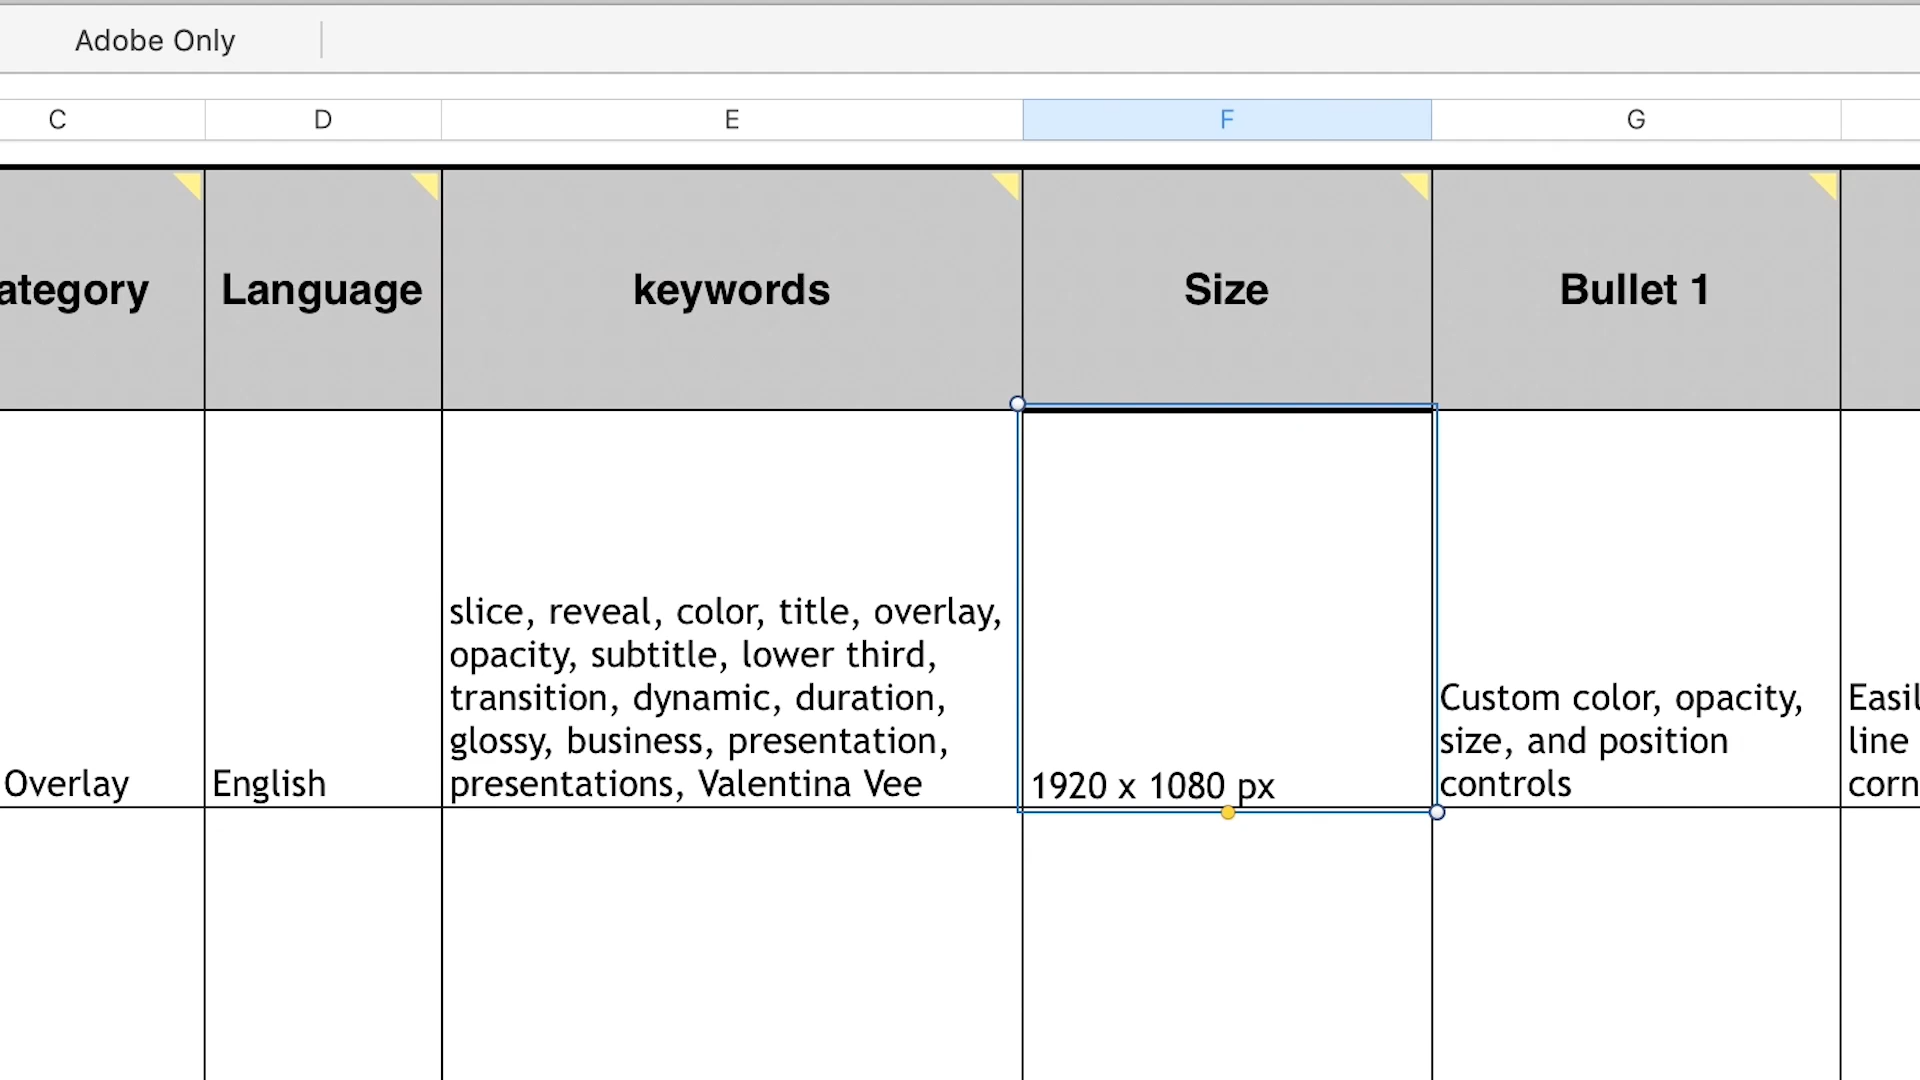 Adobe Only
C D E F G
ategory Language keywords Size Bullet 1
slice, reveal, color, title, overlay,
opacity, subtitle, lower third,
transition, dynamic, duration,
glossy, business, presentation,
presentations, Valentina Vee
Overlay
English
1920 x 1080 px
Custom color, opacity,
size, and position
controls
Easil
line
corn